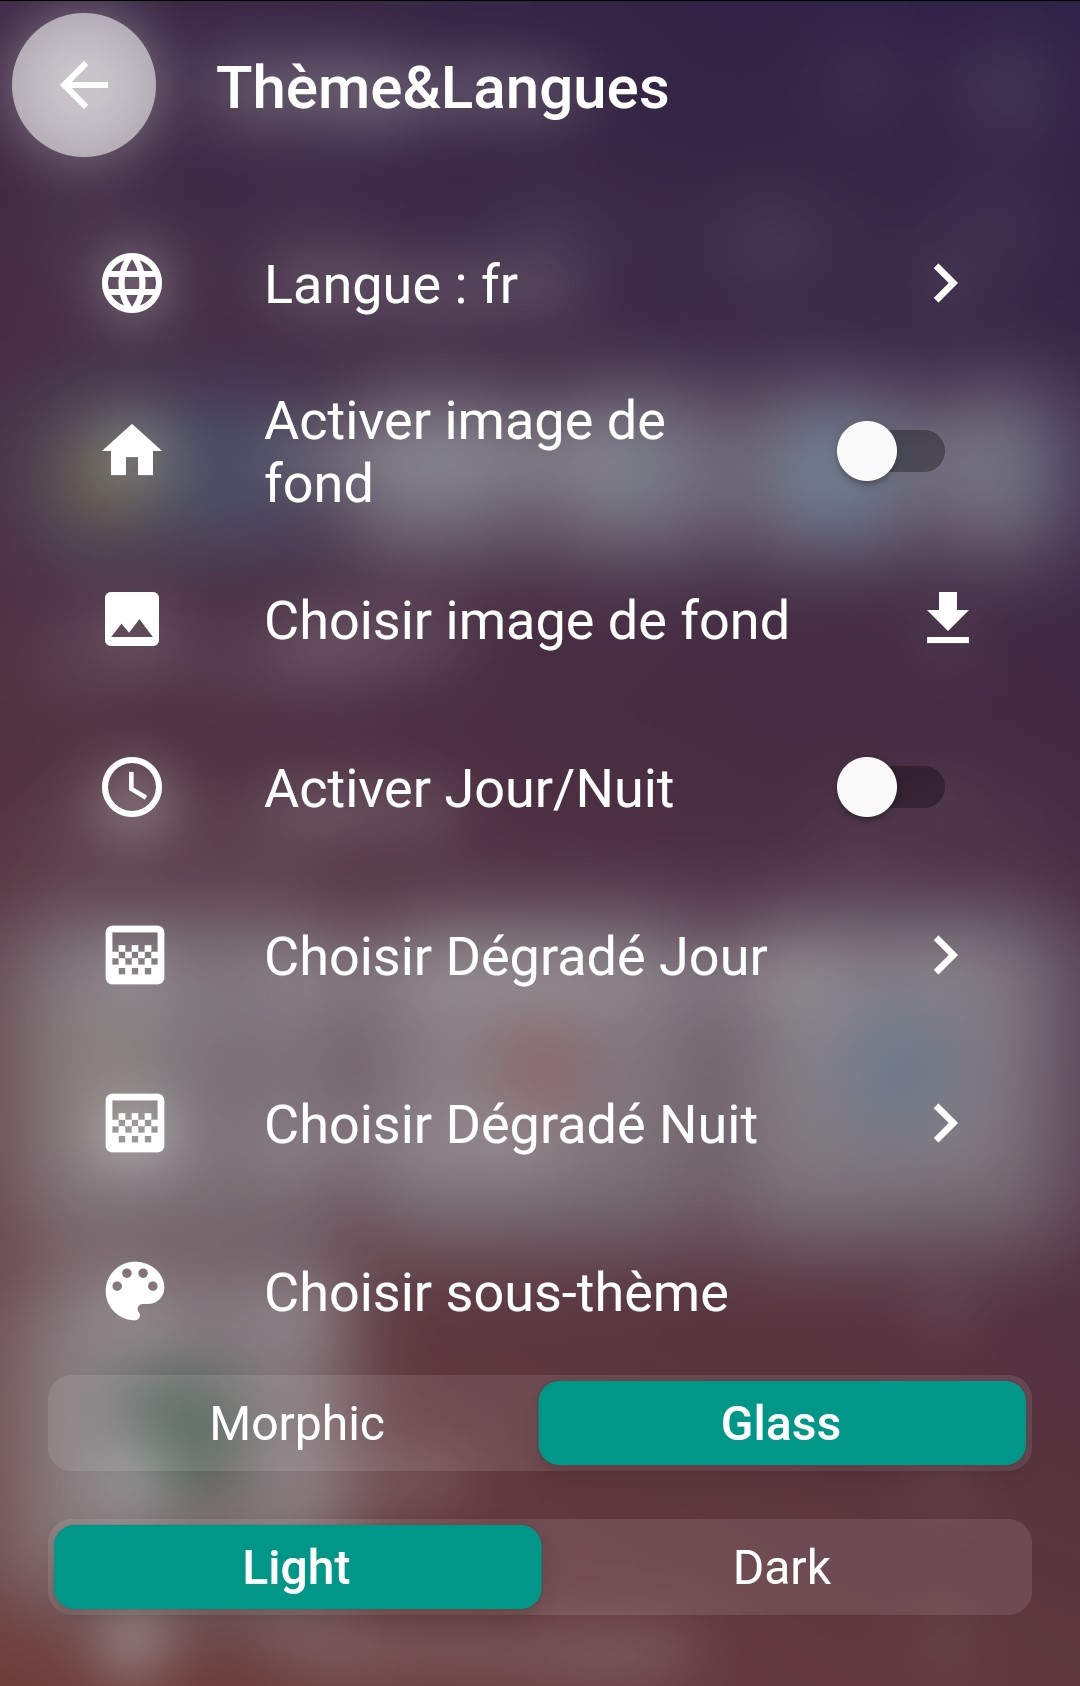 Thème&Langues
Langue : fr
Activer image de
fond
Choisir image de fond
Activer Jour/Nuit
Choisir Dégradé Jour
Choisir Dégradé Nuit
Choisir sous-thème
Morphic
Glass
Light
Dark